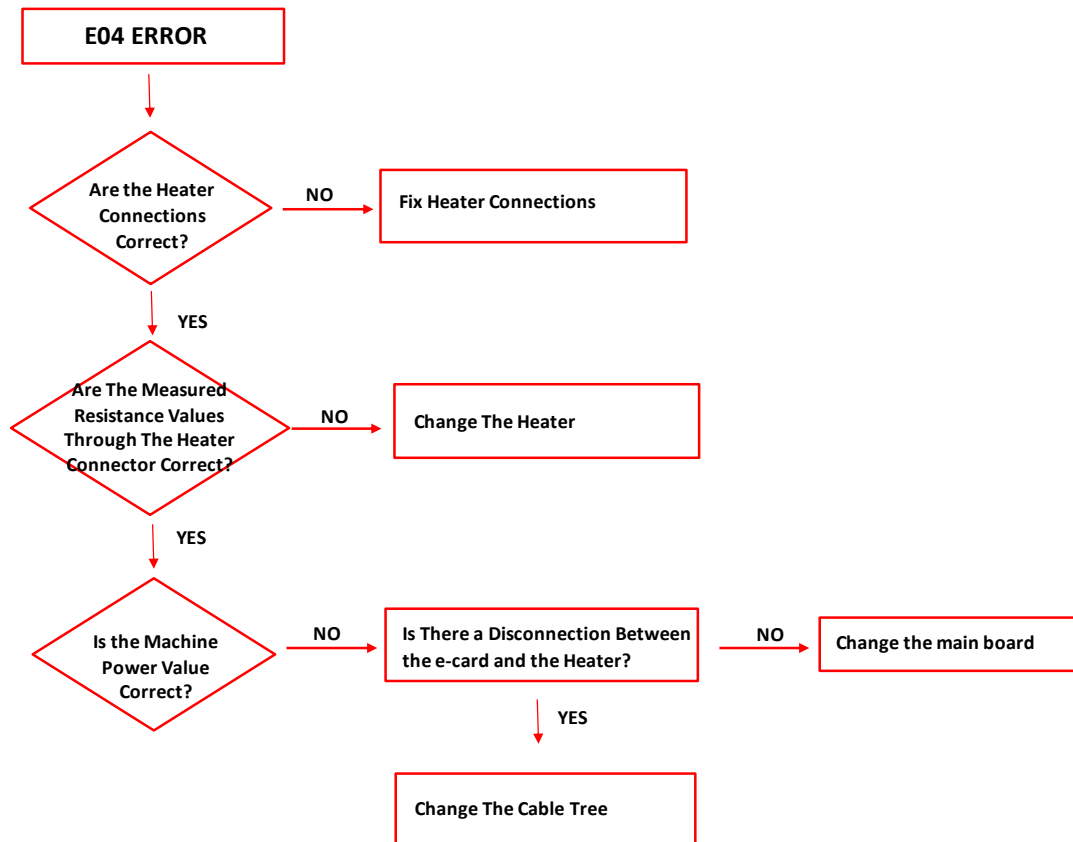 E04 ERROR
Are the Heater
Connections
Correct?
NO
Fix Heater Connections
YES
Are The Measured
Resistance Values
Through The Heater
Connector Correct?
NO
Change The Heater
YES
Is the Machine
Power Value
Correct?
NO
Is There a Disconnection Between
the e-card and the Heater?
NO
Change the main board
YES
Change The Cable Tree